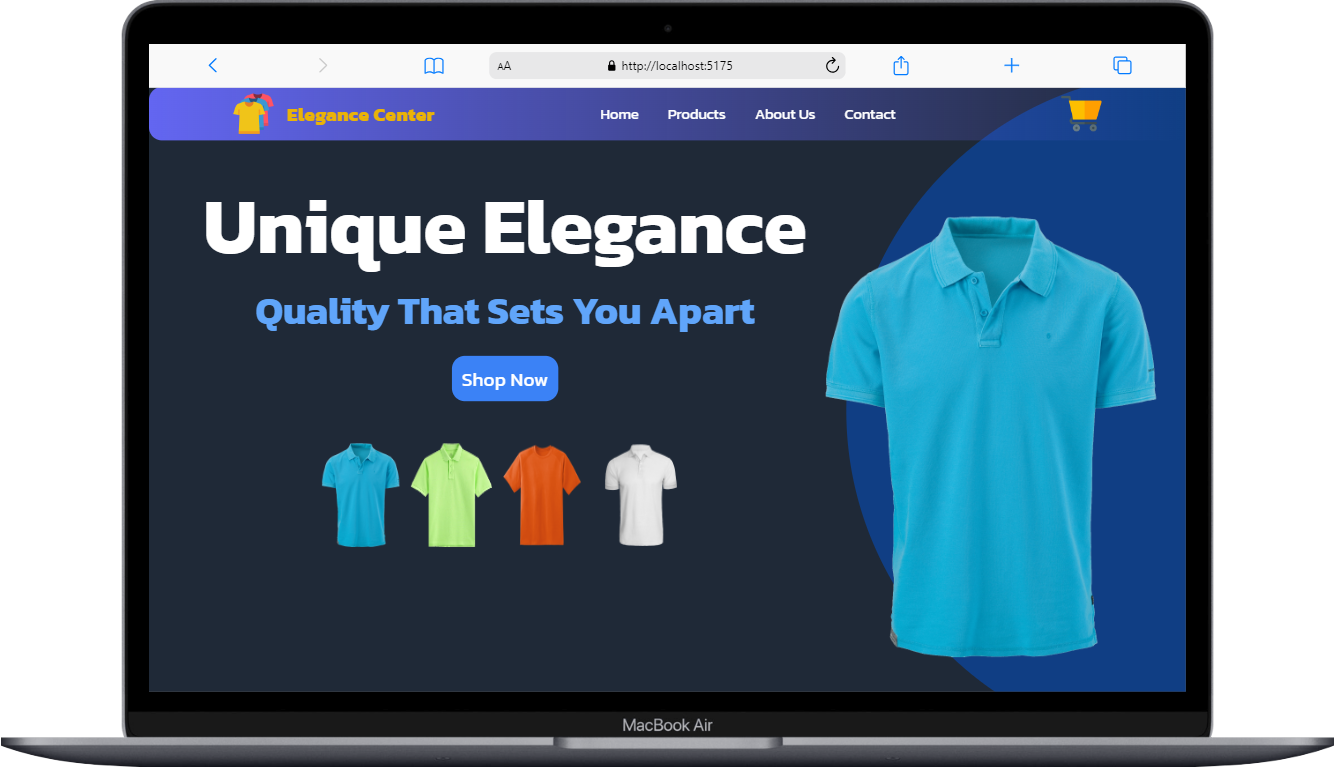 AA
http://localhost:5175
Elegance Center
Home Products About Us Contact
Unique Elegance
Quality That Sets You Apart
Shop Now
MacBook Air